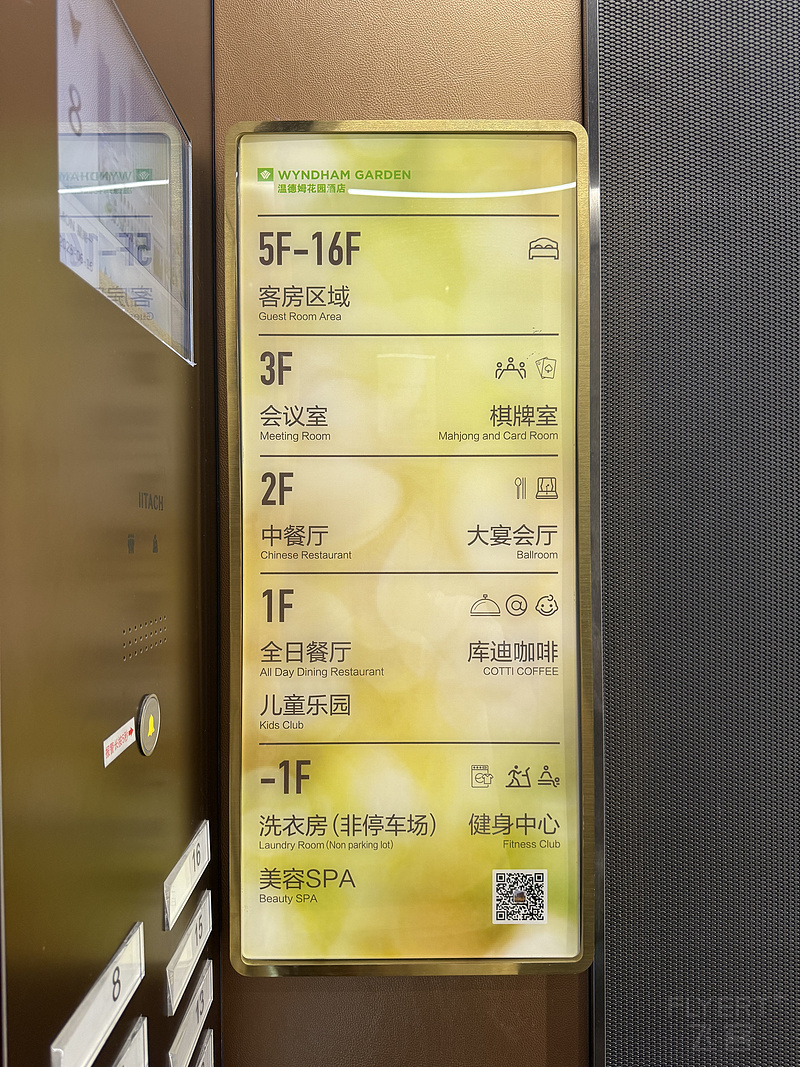 WYNDHAM GARDEN
温德姆花园酒店
5F-16F
客房区域
Guest Room Area
3F
会议室 棋牌室
Meeting Room Mahjong and Card Room
2F
中餐厅 大宴会厅
Chinese Restaurant Ballroom
1F
全日餐厅 库迪咖啡
All Day Dining Restaurant COTTI COFFEE
儿童乐园
Kids Club
-1F
洗衣房(非停车场) 健身中心
Laundry Room(Non parking lot) Fitness Club
美容SPA
Beauty SPA
16
15
8
13